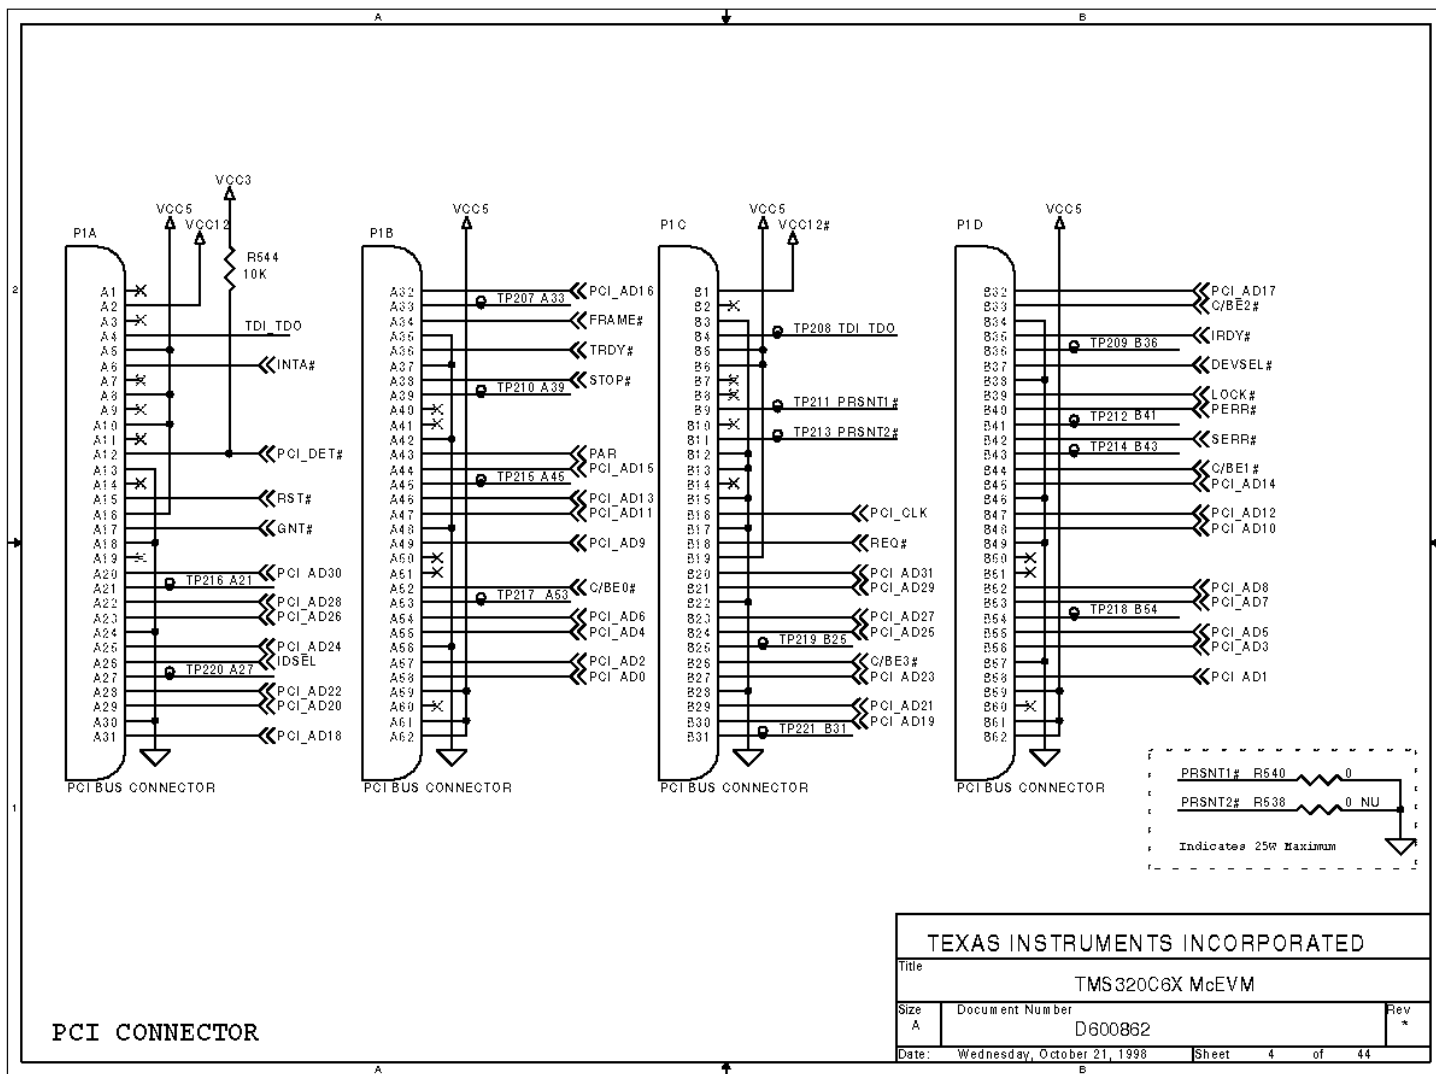 A
B
VCC3
VCC5
VCC12
VCC5
VCC5
VCC12#
VCC5
P1A
P1B
P1C
P1D
R544
10K
2
A1
A2
A3
A4 TDI_TDO
A5
A6 INTA#
A7
A8
A9
A10
A11
A12 PCI_DET#
A13
A14
A15 RST#
A16
A17 GNT#
A18
A19
A20 PCI_AD30
A21 TP216 A21
A22 PCI_AD28
A23 PCI_AD26
A24
A25 PCI_AD24
A26 IDSEL
A27 TP220 A27
A28 PCI_AD22
A29 PCI_AD20
A30
A31 PCI_AD18
PCI BUS CONNECTOR
A32 PCI_AD16
A33 TP207 A33
A34 FRAME#
A35
A36 TRDY#
A37
A38 STOP#
A39 TP210 A39
A40
A41
A42
A43 PAR
A44 PCI_AD15
A45 TP215 A45
A46 PCI_AD13
A47 PCI_AD11
A48
A49 PCI_AD9
A50
A51
A52 C/BE0#
A53 TP217 A53
A54 PCI_AD6
A55 PCI_AD4
A56
A57 PCI_AD2
A58 PCI_AD0
A59
A60
A61
A62
PCI BUS CONNECTOR
B1
B2
B3
B4 TP208 TDI_TDO
B5
B6
B7
B8
B9 TP211 PRSNT1#
B10
B11 TP213 PRSNT2#
B12
B13
B14
B15
B16 PCI_CLK
B17
B18 REQ#
B19
B20 PCI_AD31
B21 PCI_AD29
B22
B23 PCI_AD27
B24 PCI_AD25
B25 TP219 B25
B26 C/BE3#
B27 PCI_AD23
B28
B29 PCI_AD21
B30 PCI_AD19
B31 TP221 B31
PCI BUS CONNECTOR
B32 PCI_AD17
B33 C/BE2#
B34
B35 IRDY#
B36 TP209 B36
B37 DEVSEL#
B38
B39 LOCK#
B40 PERR#
B41 TP212 B41
B42 SERR#
B43 TP214 B43
B44 C/BE1#
B45 PCI_AD14
B46
B47 PCI_AD12
B48 PCI_AD10
B49
B50
B51
B52 PCI_AD8
B53 PCI_AD7
B54 TP218 B54
B55 PCI_AD5
B56 PCI_AD3
B57
B58 PCI_AD1
B59
B60
B61
B62
PCI BUS CONNECTOR
1
PRSNT1# R540 0
PRSNT2# R538 0 NU
Indicates 25W Maximum
TEXAS INSTRUMENTS INCORPORATED
Title
TMS320C6X McEVM
Size
A
Document Number
D600862
Rev
*
Date: Wednesday, October 21, 1998 Sheet 4 of 44
PCI CONNECTOR
A
B